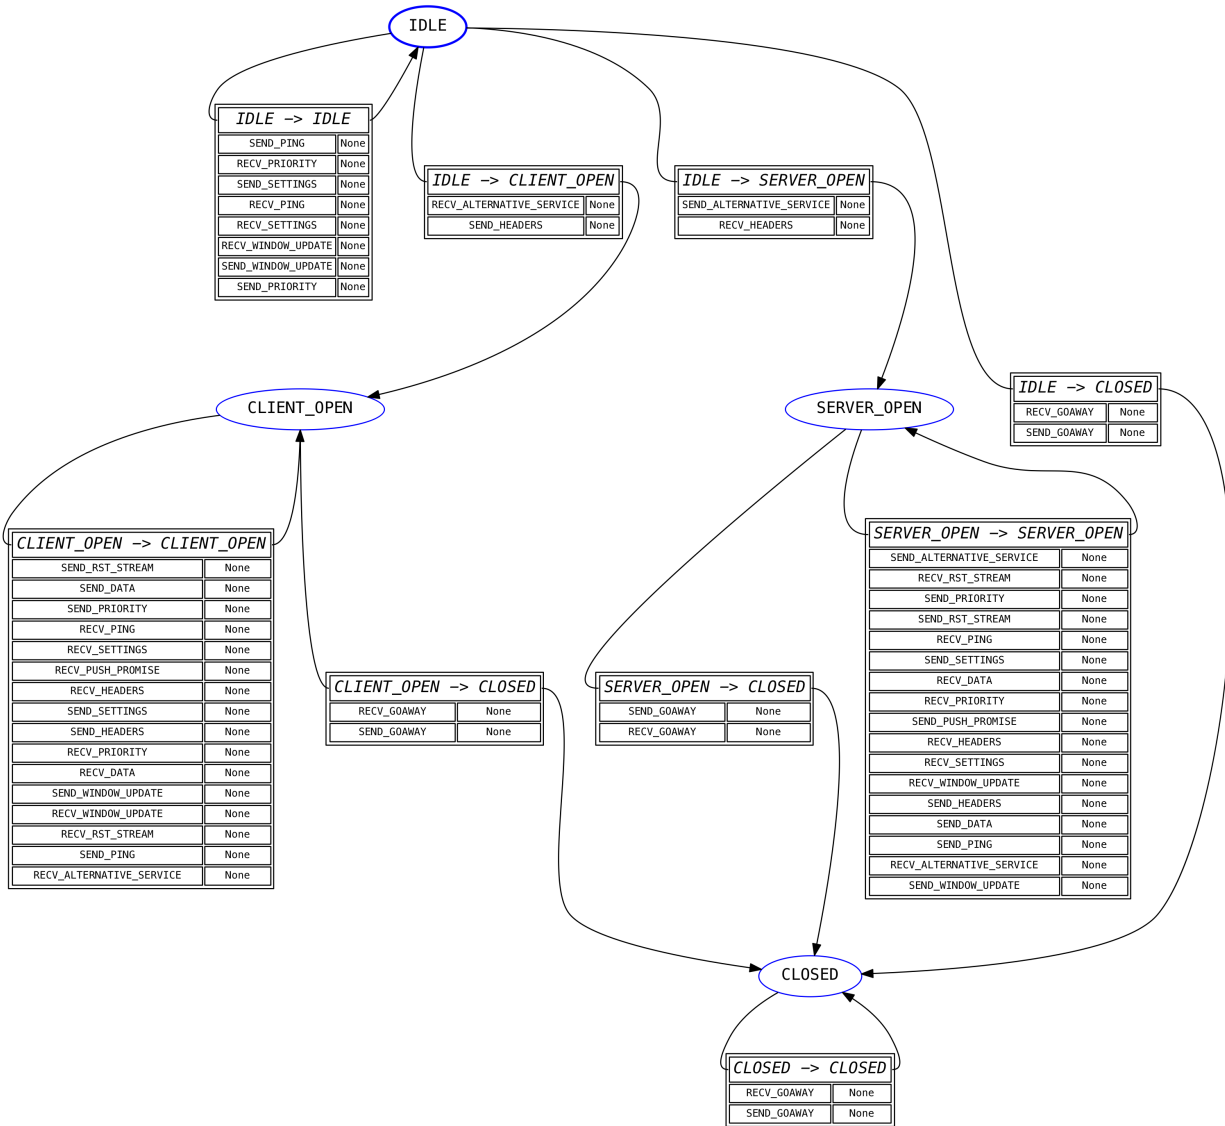 IDLE
IDLE -> IDLE
SEND_PING None
RECV_PRIORITY None
SEND_SETTINGS None
RECV_PING None
RECV_SETTINGS None
RECV_WINDOW_UPDATE None
SEND_WINDOW_UPDATE None
SEND_PRIORITY None
IDLE -> CLIENT_OPEN
RECV_ALTERNATIVE_SERVICE None
SEND_HEADERS None
IDLE -> SERVER_OPEN
SEND_ALTERNATIVE_SERVICE None
RECV_HEADERS None
IDLE -> CLOSED
RECV_GOAWAY None
SEND_GOAWAY None
CLIENT_OPEN
SERVER_OPEN
CLIENT_OPEN -> CLIENT_OPEN
SEND_RST_STREAM None
SEND_DATA None
SEND_PRIORITY None
RECV_PING None
RECV_SETTINGS None
RECV_PUSH_PROMISE None
RECV_HEADERS None
SEND_SETTINGS None
SEND_HEADERS None
RECV_PRIORITY None
RECV_DATA None
SEND_WINDOW_UPDATE None
RECV_WINDOW_UPDATE None
RECV_RST_STREAM None
SEND_PING None
RECV_ALTERNATIVE_SERVICE None
CLIENT_OPEN -> CLOSED
RECV_GOAWAY None
SEND_GOAWAY None
SERVER_OPEN -> CLOSED
SEND_GOAWAY None
RECV_GOAWAY None
SERVER_OPEN -> SERVER_OPEN
SEND_ALTERNATIVE_SERVICE None
RECV_RST_STREAM None
SEND_PRIORITY None
SEND_RST_STREAM None
RECV_PING None
SEND_SETTINGS None
RECV_DATA None
RECV_PRIORITY None
SEND_PUSH_PROMISE None
RECV_HEADERS None
RECV_SETTINGS None
RECV_WINDOW_UPDATE None
SEND_HEADERS None
SEND_DATA None
SEND_PING None
RECV_ALTERNATIVE_SERVICE None
SEND_WINDOW_UPDATE None
CLOSED
CLOSED -> CLOSED
RECV_GOAWAY None
SEND_GOAWAY None